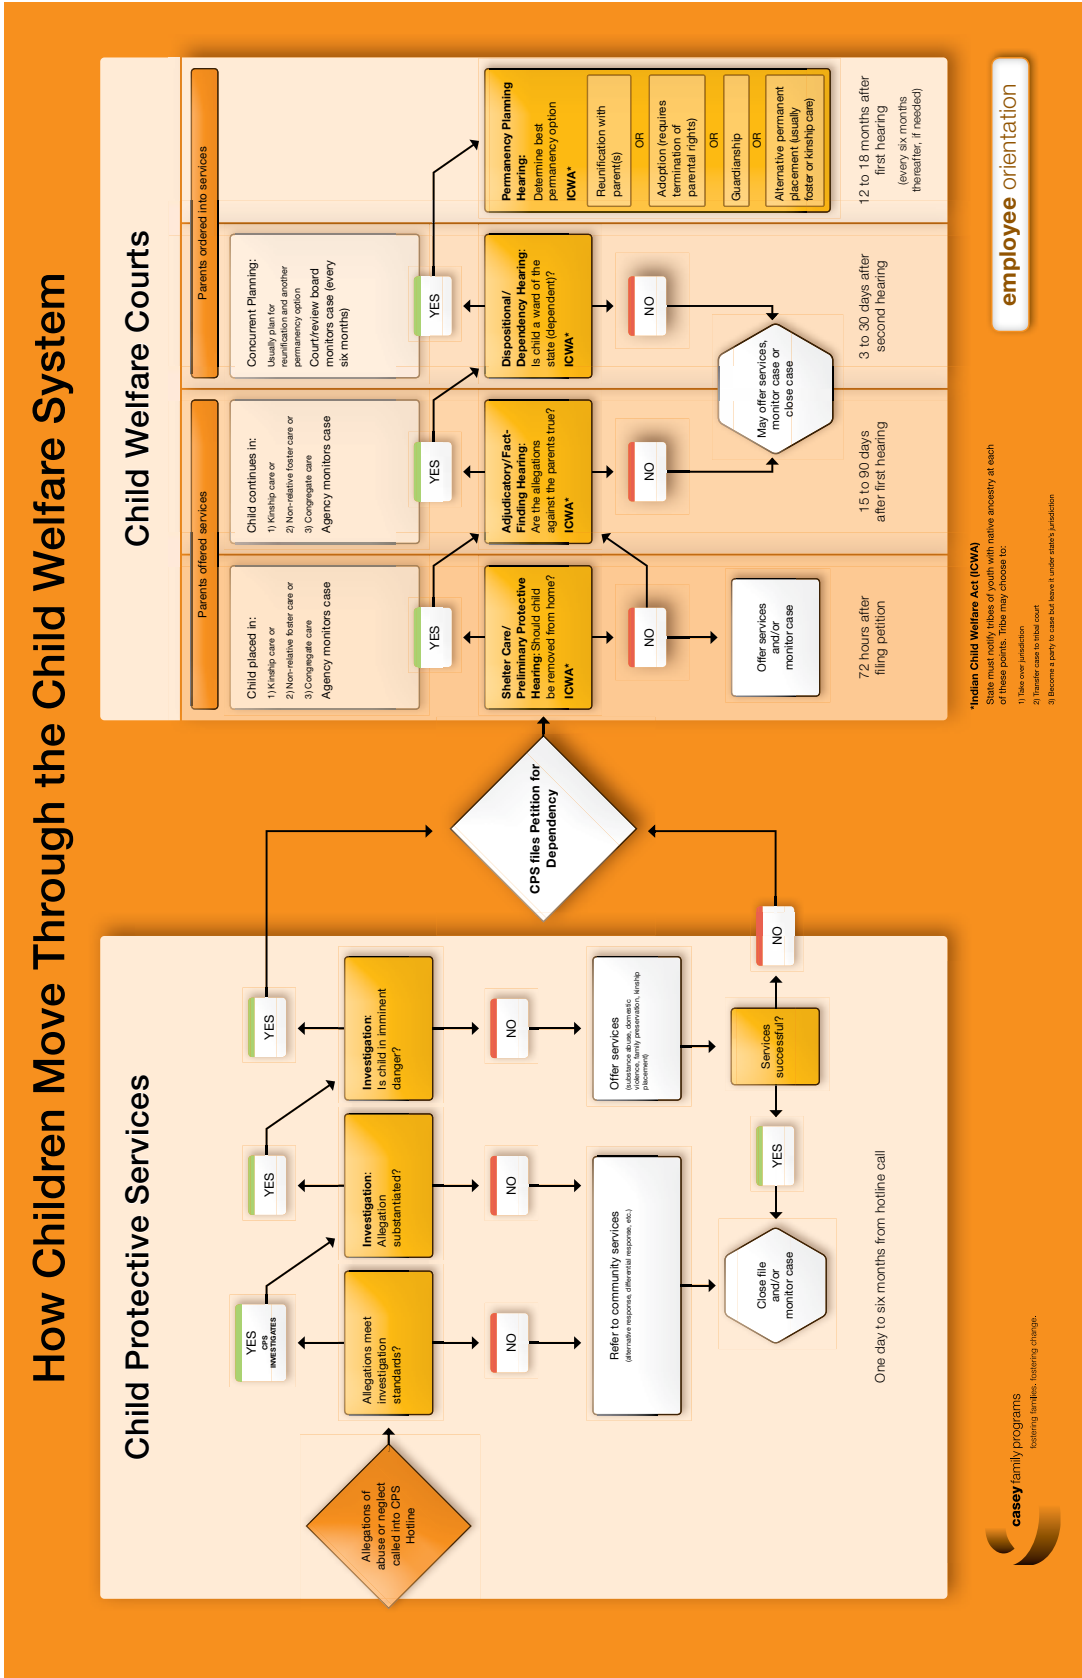 How Children Move Through the Child Welfare System
Child Protective Services
Allegations of
abuse or neglect
called into CPS
Hotline
Allegations meet
investigation
standards?
YES
CPS
INVESTIGATES
NO
Investigation:
Allegation
substantiated?
YES
NO
Refer to community services
(alternative response, differential response, etc.)
Investigation:
Is child in imminent
danger?
YES
NO
Offer services
(substance abuse, domestic
violence, family preservation, kinship
placement)
Services
successful?
YES
NO
Close file
and/or
monitor case
One day to six months from hotline call
CPS files Petition for
Dependency
Child Welfare Courts
Parents offered services
Parents ordered into services
Child placed in:
1) Kinship care or
2) Non-relative foster care or
3) Congregate care
Agency monitors case
YES
Shelter Care/
Preliminary Protective
Hearing: Should child
be removed from home?
ICWA*
NO
Offer services
and/or
monitor case
72 hours after
filing petition
Child continues in:
1) Kinship care or
2) Non-relative foster care or
3) Congregate care
Agency monitors case
YES
Adjudicatory/Fact-
Finding Hearing:
Are the allegations
against the parents true?
ICWA*
NO
15 to 90 days
after first hearing
Concurrent Planning:
Usually plan for
reunification and another
permanency option
Court/review board
monitors case (every
six months)
YES
Dispositional/
Dependency Hearing:
Is child a ward of the
state (dependent)?
ICWA*
NO
May offer services,
monitor case or
close case
3 to 30 days after
second hearing
Permanency Planning
Hearing:
Determine best
permanency option
ICWA*
Reunification with
parent(s)
OR
Adoption (requires
termination of
parental rights)
OR
Guardianship
OR
Alternative permanent
placement (usually
foster or kinship care)
12 to 18 months after
first hearing
(every six months
thereafter, if needed)
*Indian Child Welfare Act (ICWA)
State must notify tribes of youth with native ancestry at each
of these points. Tribe may choose to:
1) Take over jurisdiction
2) Transfer case to tribal court
3) Become a party to case but leave it under state's jurisdiction
casey family programs
fostering families. fostering change.
employee orientation